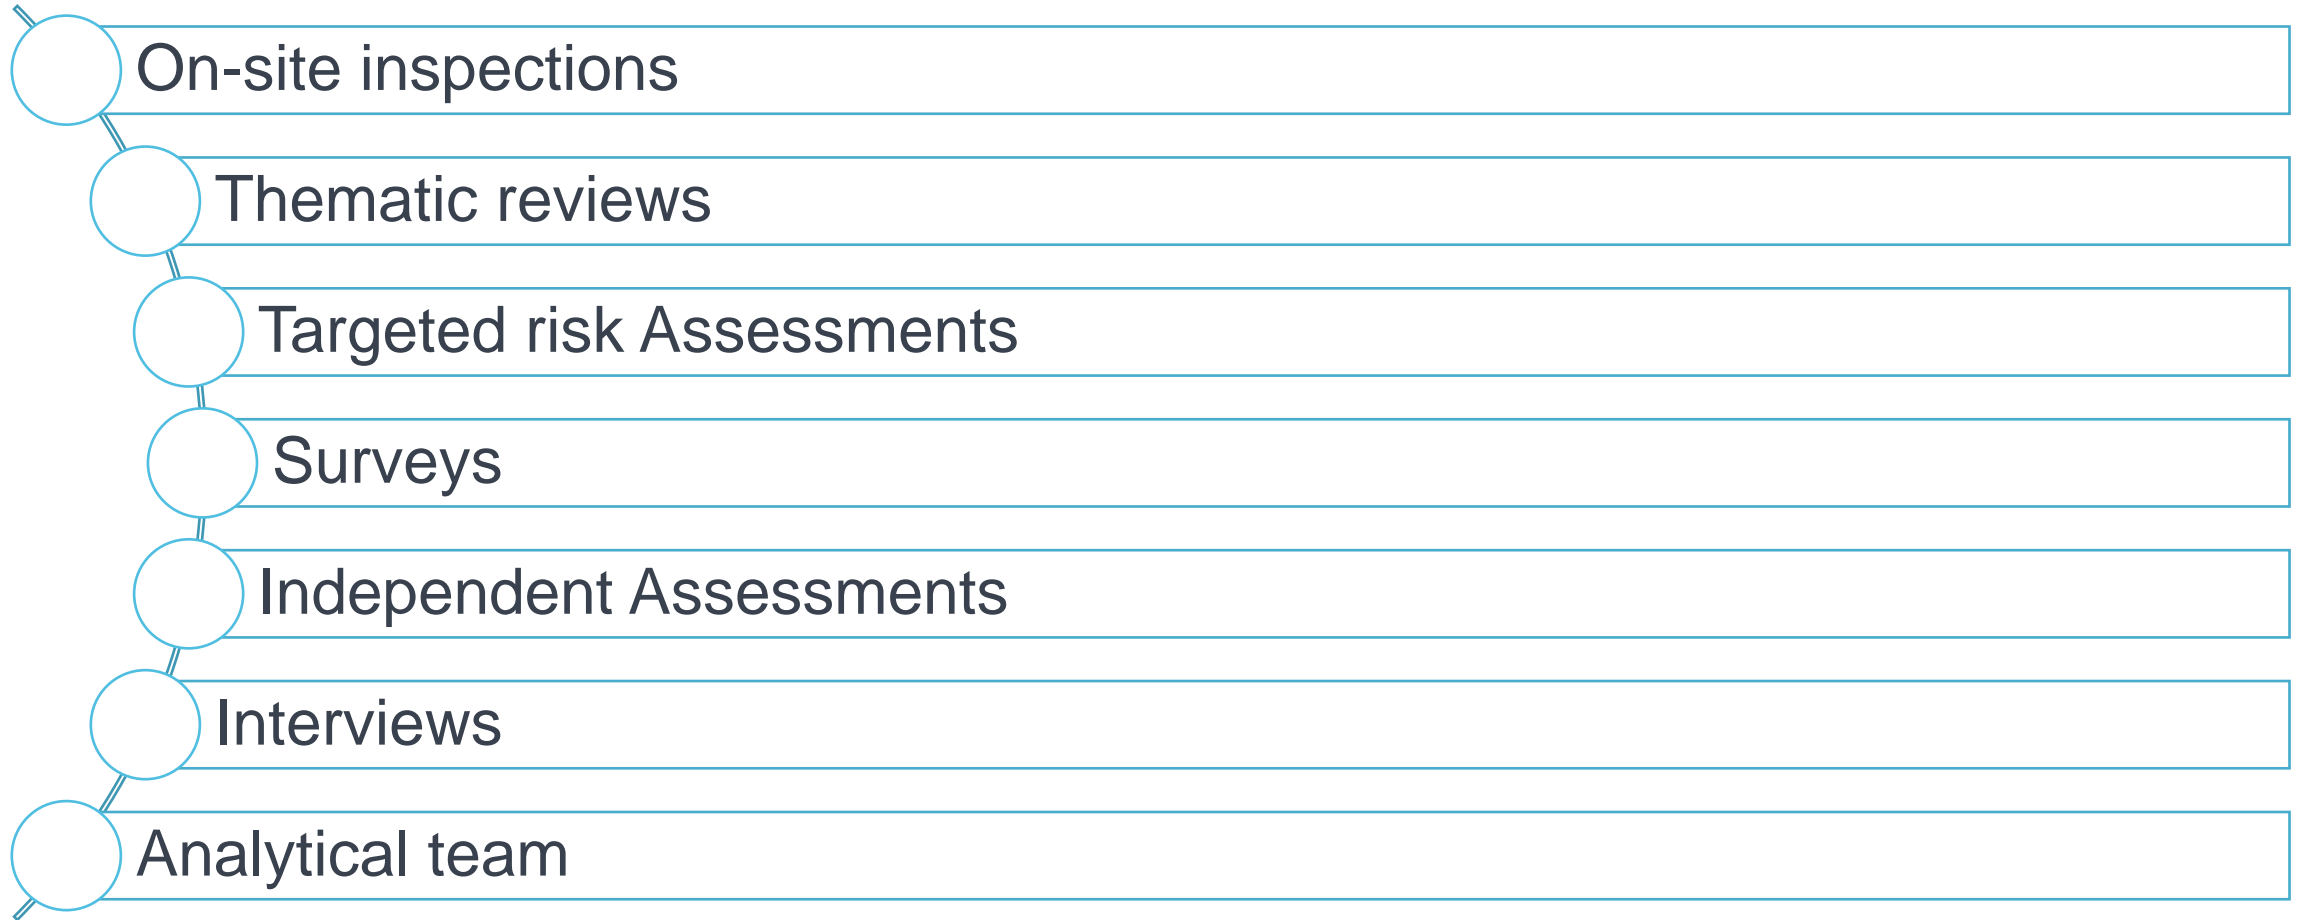 On-site inspections
Thematic reviews
Targeted risk Assessments
Surveys
Independent Assessments
Interviews
Analytical team